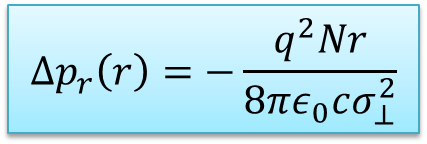 Δp_r(r) = − q²Nr / 8πϵ₀cσ⊥²